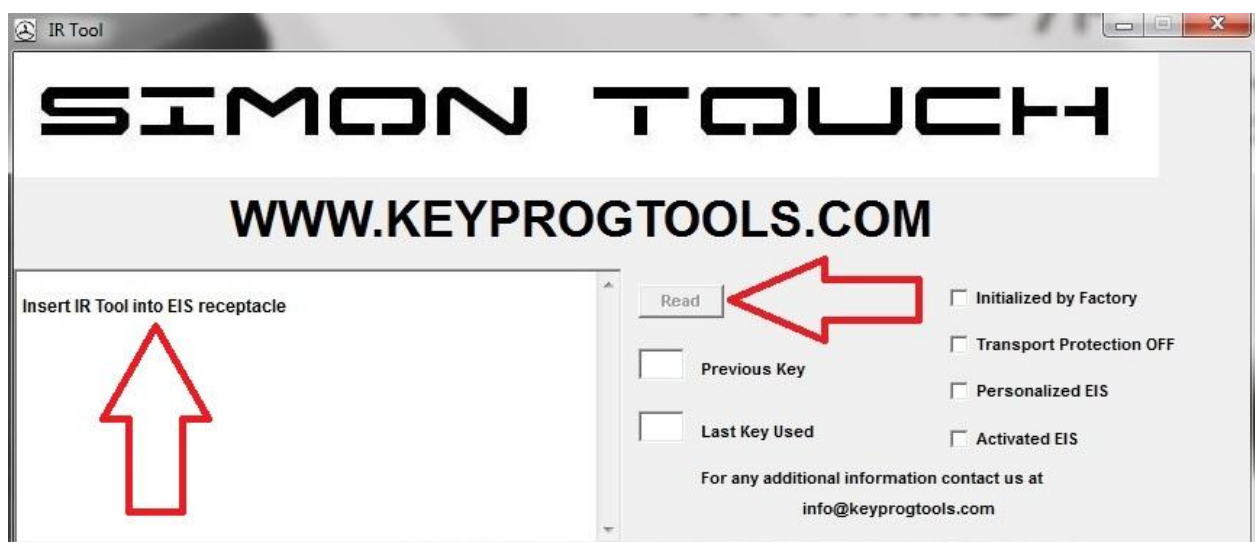 IR Tool
SIMON TOUCH
WWW.KEYPROGTOOLS.COM
Insert IR Tool into EIS receptacle
Read
Previous Key
Last Key Used
Initialized by Factory
Transport Protection OFF
Personalized EIS
Activated EIS
For any additional information contact us at
info@keyprogtools.com